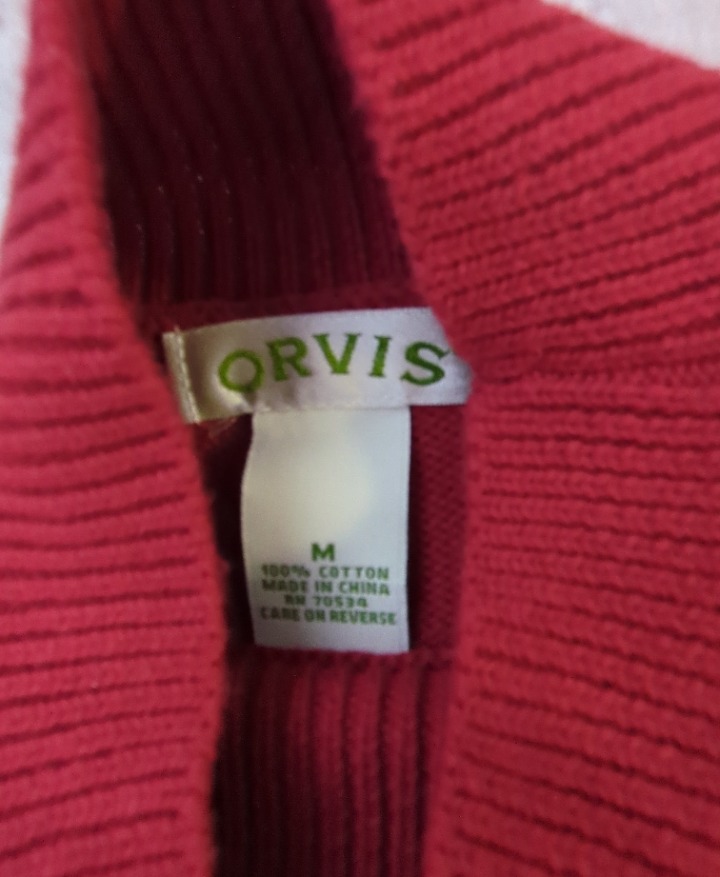 ORVIS
M
100% COTTON
MADE IN CHINA
RN 70534
CARE ON REVERSE